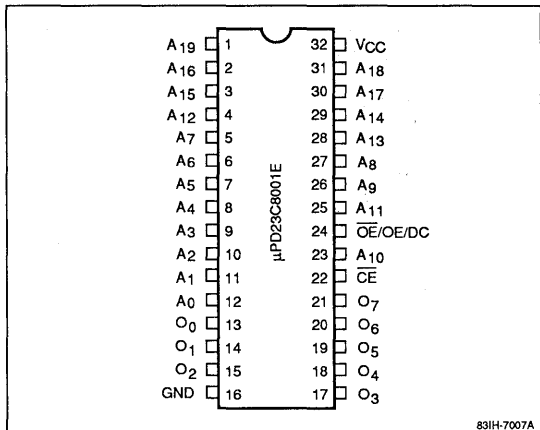 A19 1 32 VCC
A16 2 31 A18
A15 3 30 A17
A12 4 29 A14
A7 5 28 A13
A6 6 27 A8
A5 7 26 A9
A4 8 25 A11
A3 9 24 O̅E̅/OE/DC
A2 10 23 A10
A1 11 22 C̅E̅
A0 12 21 O7
O0 13 20 O6
O1 14 19 O5
O2 15 18 O4
GND 16 17 O3
µPD23C8001E
83IH-7007A